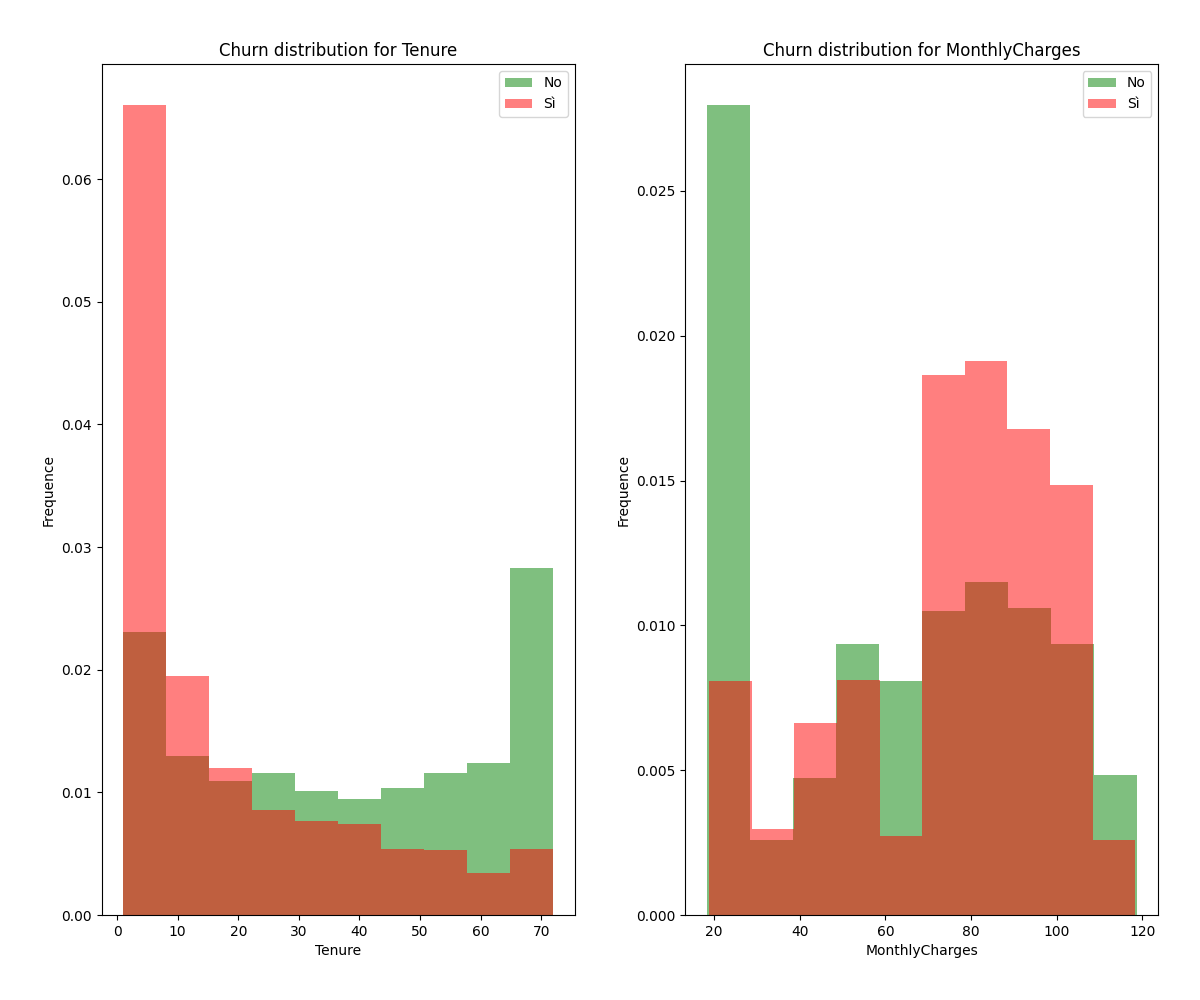 Churn distribution for Tenure
No
Sì
0.06
0.05
0.04
0.03
0.02
0.01
0.00
Frequence
0 10 20 30 40 50 60 70
Tenure
Churn distribution for MonthlyCharges
No
Sì
0.025
0.020
0.015
0.010
0.005
0.000
Frequence
20 40 60 80 100 120
MonthlyCharges